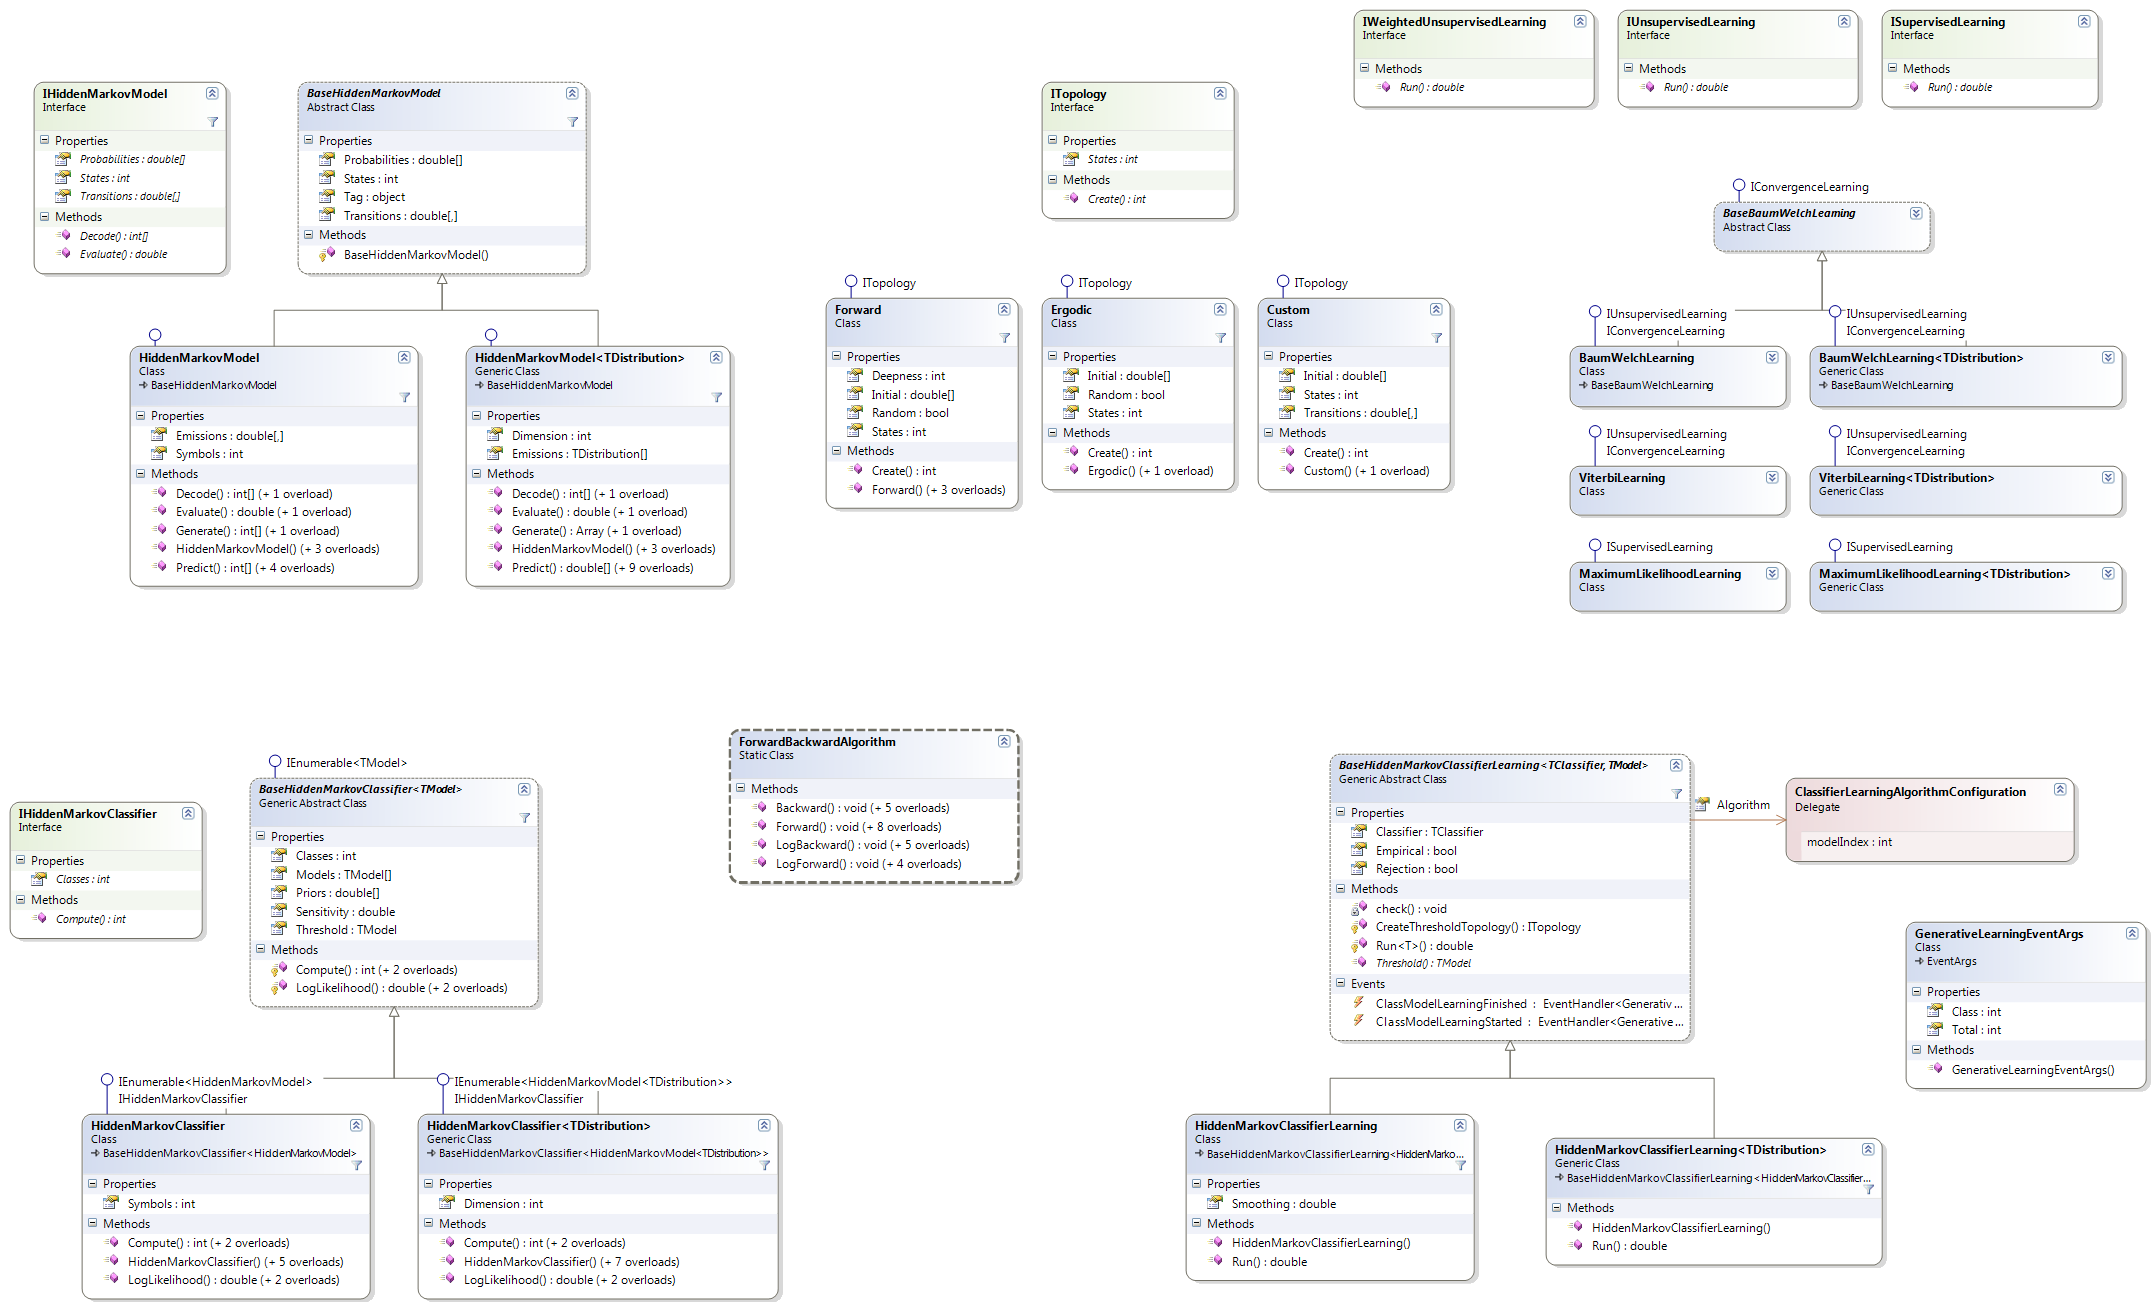 IWeightedUnsupervisedLearning
Interface
Methods
Run() : double
IUnsupervisedLearning
Interface
Methods
Run() : double
ISupervisedLearning
Interface
Methods
Run() : double
IHiddenMarkovModel
Interface
Properties
Probabilities : double[]
States : int
Transitions : double[,]
Methods
Decode() : int[]
Evaluate() : double
BaseHiddenMarkovModel
Abstract Class
Properties
Probabilities : double[]
States : int
Tag : object
Transitions : double[,]
Methods
BaseHiddenMarkovModel()
ITopology
Interface
Properties
States : int
Methods
Create() : int
IConvergenceLearning
BaseBaumWelchLearning
Abstract Class
HiddenMarkovModel
Class
BaseHiddenMarkovModel
Properties
Emissions : double[,]
Symbols : int
Methods
Decode() : int[] (+ 1 overload)
Evaluate() : double (+ 1 overload)
Generate() : int[] (+ 1 overload)
HiddenMarkovModel() (+ 3 overloads)
Predict() : int[] (+ 4 overloads)
HiddenMarkovModel<TDistribution>
Generic Class
BaseHiddenMarkovModel
Properties
Dimension : int
Emissions : TDistribution[]
Methods
Decode() : int[] (+ 1 overload)
Evaluate() : double (+ 1 overload)
Generate() : Array (+ 1 overload)
HiddenMarkovModel() (+ 3 overloads)
Predict() : double[] (+ 9 overloads)
ITopology
Forward
Class
Properties
Deepness : int
Initial : double[]
Random : bool
States : int
Methods
Create() : int
Forward() (+ 3 overloads)
ITopology
Ergodic
Class
Properties
Initial : double[]
Random : bool
States : int
Methods
Create() : int
Ergodic() (+ 1 overload)
ITopology
Custom
Class
Properties
Initial : double[]
States : int
Transitions : double[,]
Methods
Create() : int
Custom() (+ 1 overload)
IUnsupervisedLearning
IConvergenceLearning
BaumWelchLearning
Class
BaseBaumWelchLearning
IUnsupervisedLearning
IConvergenceLearning
BaumWelchLearning<TDistribution>
Generic Class
BaseBaumWelchLearning
IUnsupervisedLearning
IConvergenceLearning
ViterbiLearning
Class
IUnsupervisedLearning
IConvergenceLearning
ViterbiLearning<TDistribution>
Generic Class
ISupervisedLearning
MaximumLikelihoodLearning
Class
ISupervisedLearning
MaximumLikelihoodLearning<TDistribution>
Generic Class
IHiddenMarkovClassifier
Interface
Properties
Classes : int
Methods
Compute() : int
IEnumerable<TModel>
BaseHiddenMarkovClassifier<TModel>
Generic Abstract Class
Properties
Classes : int
Models : TModel[]
Priors : double[]
Sensitivity : double
Threshold : TModel
Methods
Compute() : int (+ 2 overloads)
LogLikelihood() : double (+ 2 overloads)
ForwardBackwardAlgorithm
Static Class
Methods
Backward() : void (+ 5 overloads)
Forward() : void (+ 8 overloads)
LogBackward() : void (+ 5 overloads)
LogForward() : void (+ 4 overloads)
BaseHiddenMarkovClassifierLearning<TClassifier, TModel>
Generic Abstract Class
Properties
Classifier : TClassifier
Empirical : bool
Rejection : bool
Methods
check() : void
CreateThresholdTopology() : ITopology
Run<T>() : double
Threshold() : TModel
Events
ClassModelLearningFinished : EventHandler<Generativ...
ClassModelLearningStarted : EventHandler<Generative...
Algorithm
ClassifierLearningAlgorithmConfiguration
Delegate
modelIndex : int
GenerativeLearningEventArgs
Class
EventArgs
Properties
Class : int
Total : int
Methods
GenerativeLearningEventArgs()
IEnumerable<HiddenMarkovModel>
IHiddenMarkovClassifier
HiddenMarkovClassifier
Class
BaseHiddenMarkovClassifier<HiddenMarkovModel>
Properties
Symbols : int
Methods
Compute() : int (+ 2 overloads)
HiddenMarkovClassifier() (+ 5 overloads)
LogLikelihood() : double (+ 2 overloads)
IEnumerable<HiddenMarkovModel<TDistribution>>
IHiddenMarkovClassifier
HiddenMarkovClassifier<TDistribution>
Generic Class
BaseHiddenMarkovClassifier<HiddenMarkovModel<TDistribution>>
Properties
Dimension : int
Methods
Compute() : int (+ 2 overloads)
HiddenMarkovClassifier() (+ 7 overloads)
LogLikelihood() : double (+ 2 overloads)
HiddenMarkovClassifierLearning
Class
BaseHiddenMarkovClassifierLearning<HiddenMarko...
Properties
Smoothing : double
Methods
HiddenMarkovClassifierLearning()
Run() : double
HiddenMarkovClassifierLearning<TDistribution>
Generic Class
BaseHiddenMarkovClassifierLearning<HiddenMarkovClassifier...
Methods
HiddenMarkovClassifierLearning()
Run() : double